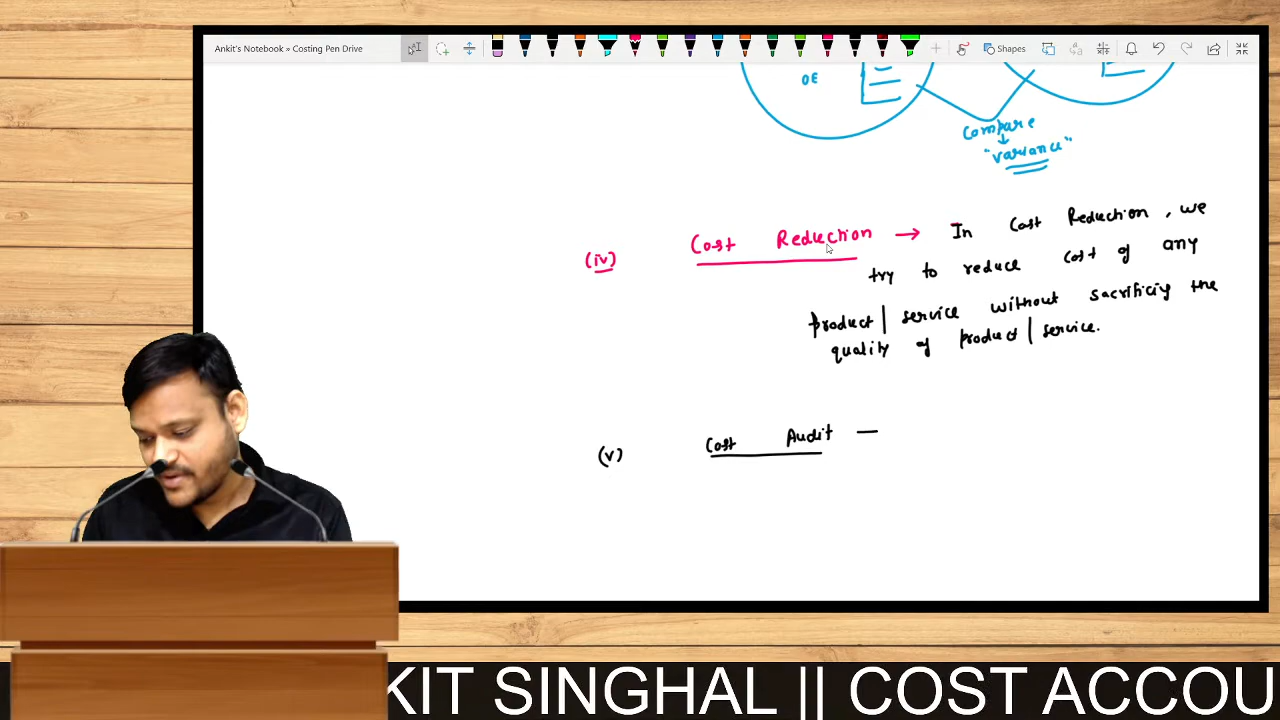 Ankit's Notebook » Costing Pen Drive
Shapes
OE
Compare
"variance"
(iv) Cost Reduction → In Cost Reduction, we
try to reduce cost of any
product | service without sacrificiy the
quality of product | service.
(v) Cost Audit —
KIT SINGHAL || COST ACCOU